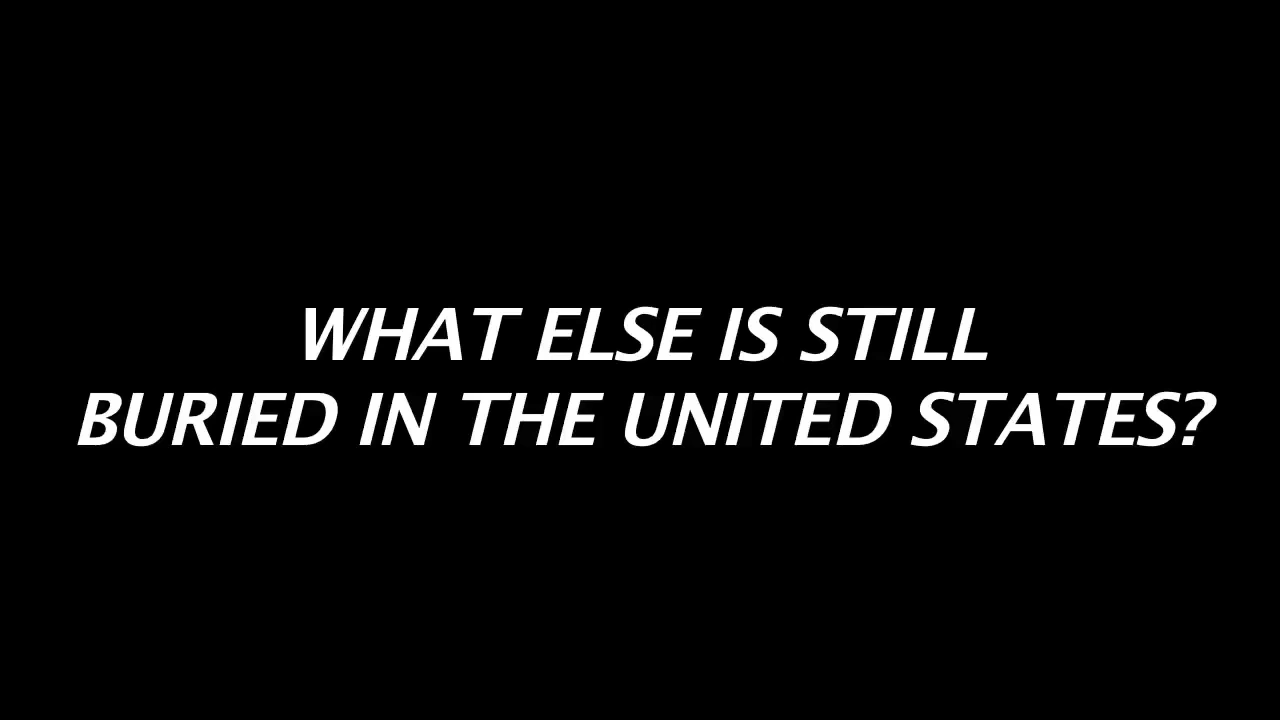 WHAT ELSE IS STILL
BURIED IN THE UNITED STATES?